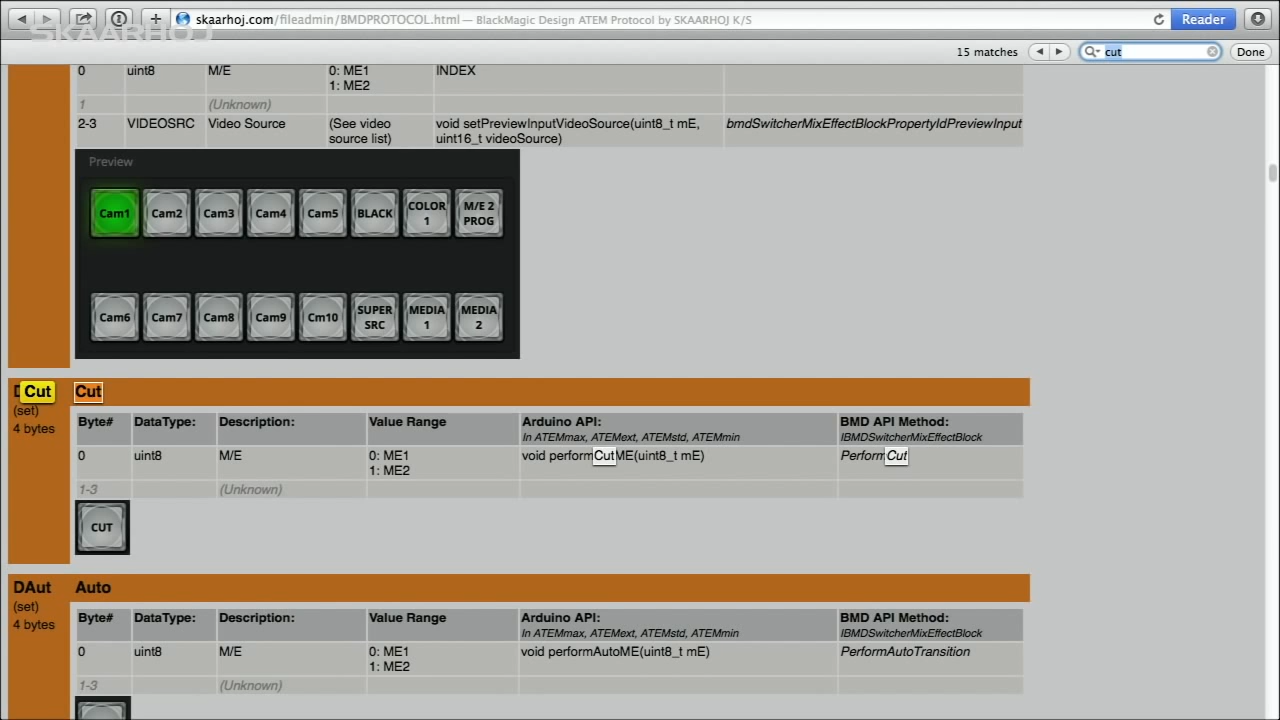 skaarhoj.com/fileadmin/BMDPROTOCOL.html — BlackMagic Design ATEM Protocol by SKAARHOJ K/S
Reader
SKAARHOJ
15 matches
cut
Done
0 uint8 M/E 0: ME1 INDEX
1: ME2
1 (Unknown)
2-3 VIDEOSRC Video Source (See video void setPreviewInputVideoSource(uint8_t mE, bmdSwitcherMixEffectBlockPropertyIdPreviewInput
source list) uint16_t videoSource)
Preview
Cam1 Cam2 Cam3 Cam4 Cam5 BLACK COLOR 1 M/E 2 PROG
Cam6 Cam7 Cam8 Cam9 Cm10 SUPER SRC MEDIA 1 MEDIA 2
DCut Cut
(set)
4 bytes
Byte# DataType: Description: Value Range Arduino API: BMD API Method:
In ATEMmax, ATEMext, ATEMstd, ATEMmin IBMDSwitcherMixEffectBlock
0 uint8 M/E 0: ME1 void performCutME(uint8_t mE) PerformCut
1: ME2
1-3 (Unknown)
CUT
DAut Auto
(set)
4 bytes
Byte# DataType: Description: Value Range Arduino API: BMD API Method:
In ATEMmax, ATEMext, ATEMstd, ATEMmin IBMDSwitcherMixEffectBlock
0 uint8 M/E 0: ME1 void performAutoME(uint8_t mE) PerformAutoTransition
1: ME2
1-3 (Unknown)